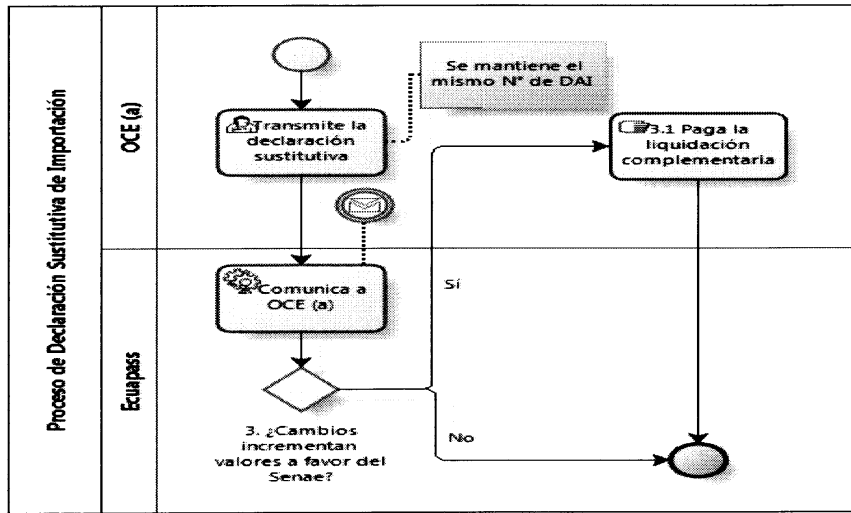 Proceso de Declaración Sustitutiva de Importación
OCE (a)
Transmite la
declaración
sustitutiva
Se mantiene el
mismo N° de DAI
3.1 Paga la
liquidación
complementaria
Ecuapass
Comunica a
OCE (a)
Sí
3. ¿Cambios
incrementan
valores a favor del
Senae?
No